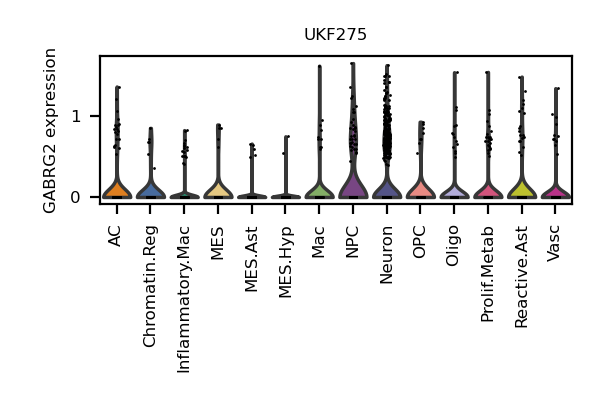 UKF275
GABRG2 expression
1
0
AC
Chromatin.Reg
Inflammatory.Mac
MES
MES.Ast
MES.Hyp
Mac
NPC
Neuron
OPC
Oligo
Prolif.Metab
Reactive.Ast
Vasc